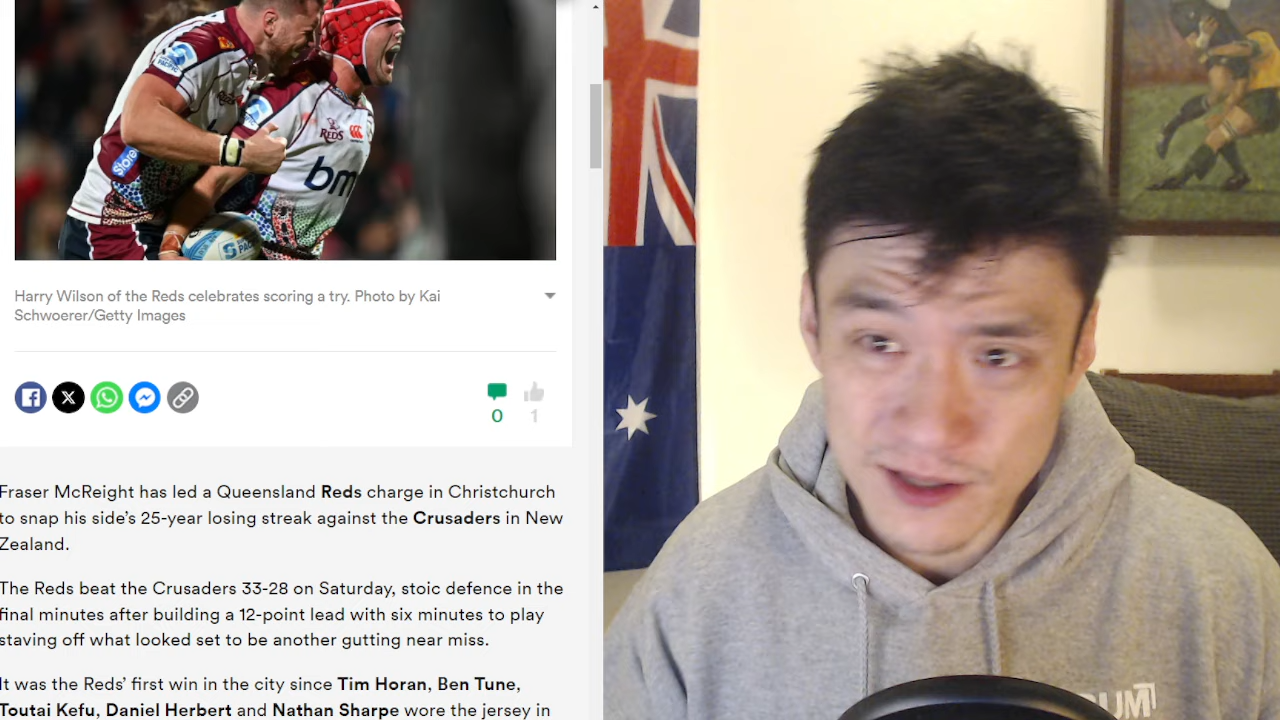 PACIFIC
REDS
bm
Store
Harry Wilson of the Reds celebrates scoring a try. Photo by Kai
Schwoerer/Getty Images
0
1
Fraser McReight has led a Queensland Reds charge in Christchurch
to snap his side's 25-year losing streak against the Crusaders in New
Zealand.
The Reds beat the Crusaders 33-28 on Saturday, stoic defence in the
final minutes after building a 12-point lead with six minutes to play
staving off what looked set to be another gutting near miss.
It was the Reds' first win in the city since Tim Horan, Ben Tune,
Toutai Kefu, Daniel Herbert and Nathan Sharpe wore the jersey in
UM